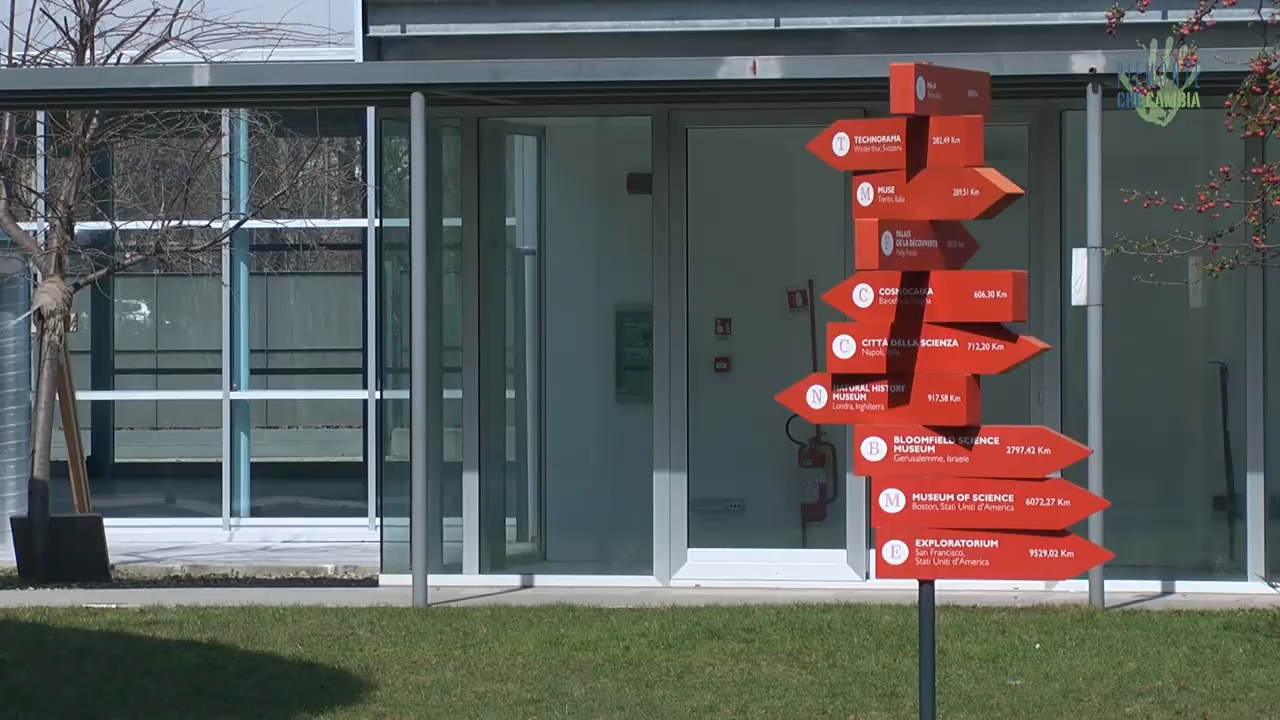 PIEMONTE
CHE CAMBIA
T TECHNORAMA 282,49 Km
Winterthur, Svizzera
M MUSE 289,51 Km
Trento, Italia
PALAIS
DE LA DÉCOUVERTE
C COSMOCAIXA 606,30 Km
C CITTÀ DELLA SCIENZA 712,20 Km
Napoli, Italia
N NATURAL HISTORY
MUSEUM 917,58 Km
Londra, Inghilterra
B BLOOMFIELD SCIENCE
MUSEUM 2797,42 Km
Gerusalemme, Israele
M MUSEUM OF SCIENCE 6072,27 Km
Boston, Stati Uniti d'America
E EXPLORATORIUM 9529,02 Km
San Francisco,
Stati Uniti d'America